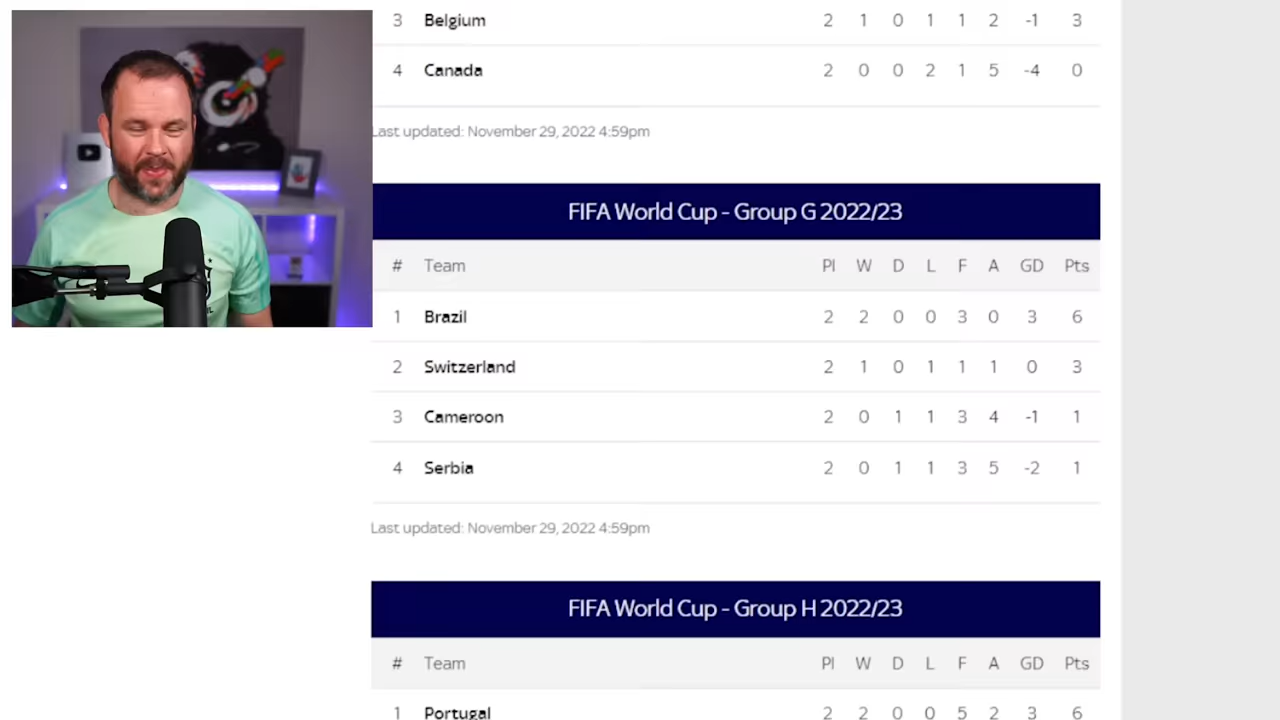 3 Belgium 2 1 0 1 1 2 -1 3
4 Canada 2 0 0 2 1 5 -4 0
Last updated: November 29, 2022 4:59pm
FIFA World Cup - Group G 2022/23
# Team Pl W D L F A GD Pts
1 Brazil 2 2 0 0 3 0 3 6
2 Switzerland 2 1 0 1 1 1 0 3
3 Cameroon 2 0 1 1 3 4 -1 1
4 Serbia 2 0 1 1 3 5 -2 1
Last updated: November 29, 2022 4:59pm
FIFA World Cup - Group H 2022/23
# Team Pl W D L F A GD Pts
1 Portugal 2 2 0 0 5 2 3 6